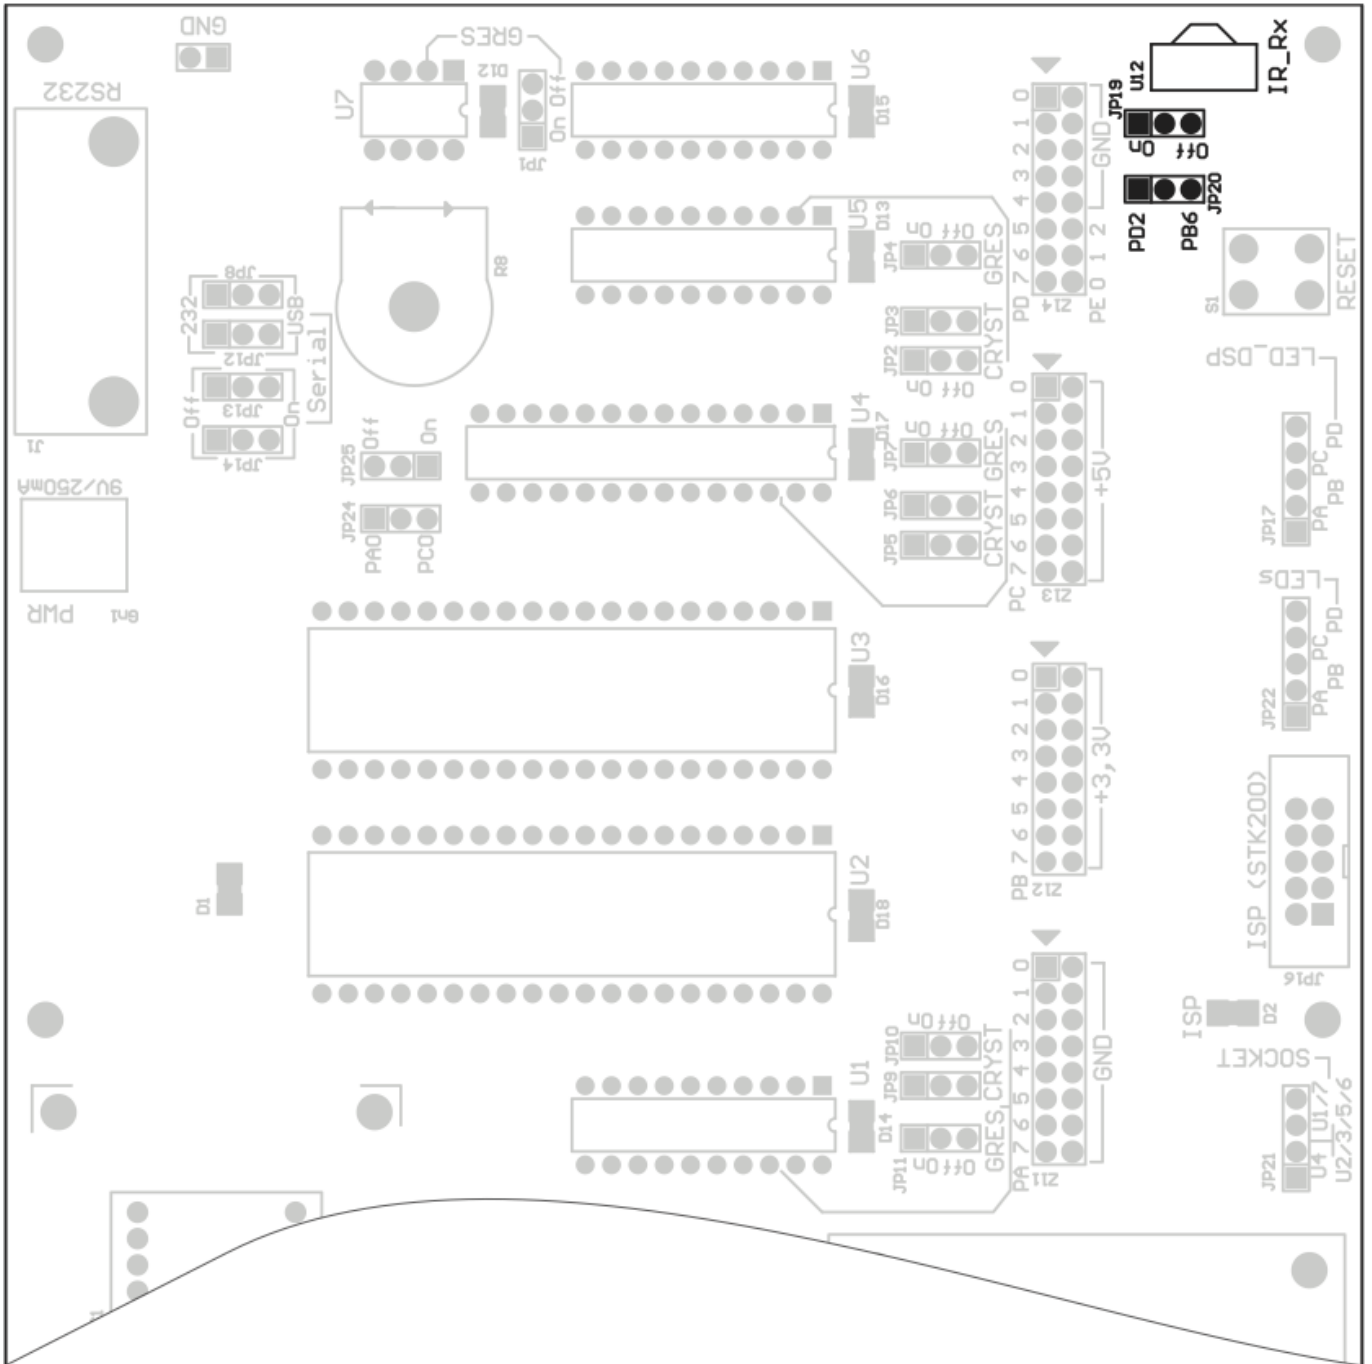 GND
RS232
J1
9V/250mA
PWR
Gn1
232
JP8
JP12
USB
Serial
Off
JP13
JP14
On
JP25
Off
On
JP24
PA0
PC0
D1
U7
GRES
D12
Off
On
JP1
R8
U6
D15
U5
D13
JP4
On
Off
GRES
JP3
JP2
Off
On
CRYST
U4
D17
JP7
On
Off
GRES
JP6
JP5
CRYST
U3
D16
U2
D18
U1
D14
JP10
Off
On
JP9
CRYST
JP11
On
Off
GRES
0
1
2
3
4
5
6
7
PD
GND
PE 0 1 2
Z14
0
1
2
3
4
5
6
7
PC
+5V
Z13
0
1
2
3
4
5
6
7
PB
+3,3V
Z12
0
1
2
3
4
5
6
7
PA
GND
Z11
U12
IR_Rx
JP19
On
Off
JP20
PD2
PB6
S1
RESET
LED_DSP
JP17
PA
PB
PC
PD
LEDs
JP22
PA
PB
PC
PD
ISP (STK200)
JP16
ISP
D2
SOCKET
JP21
U4
U1/7
U2/3/5/6